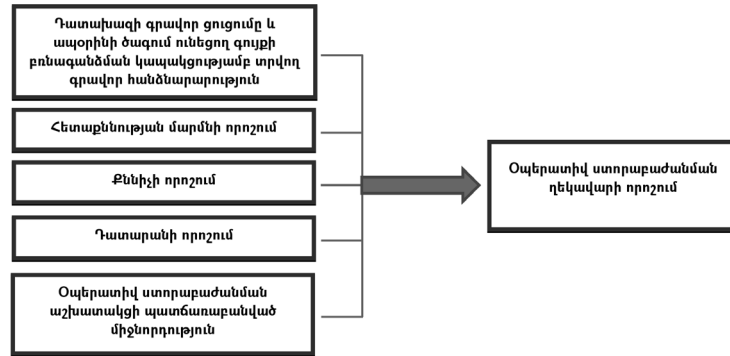 Դատախազի գրավոր ցուցումը և
ապօրինի ծագում ունեցող գույքի
բռնագանձման կապակցությամբ տրվող
գրավոր հանձնարարություն
Հետաքննության մարմնի որոշում
Քննիչի որոշում
Դատարանի որոշում
Օպերատիվ ստորաբաժանման
աշխատակցի պատճառաբանված
միջնորդություն
Օպերատիվ ստորաբաժանման
ղեկավարի որոշում